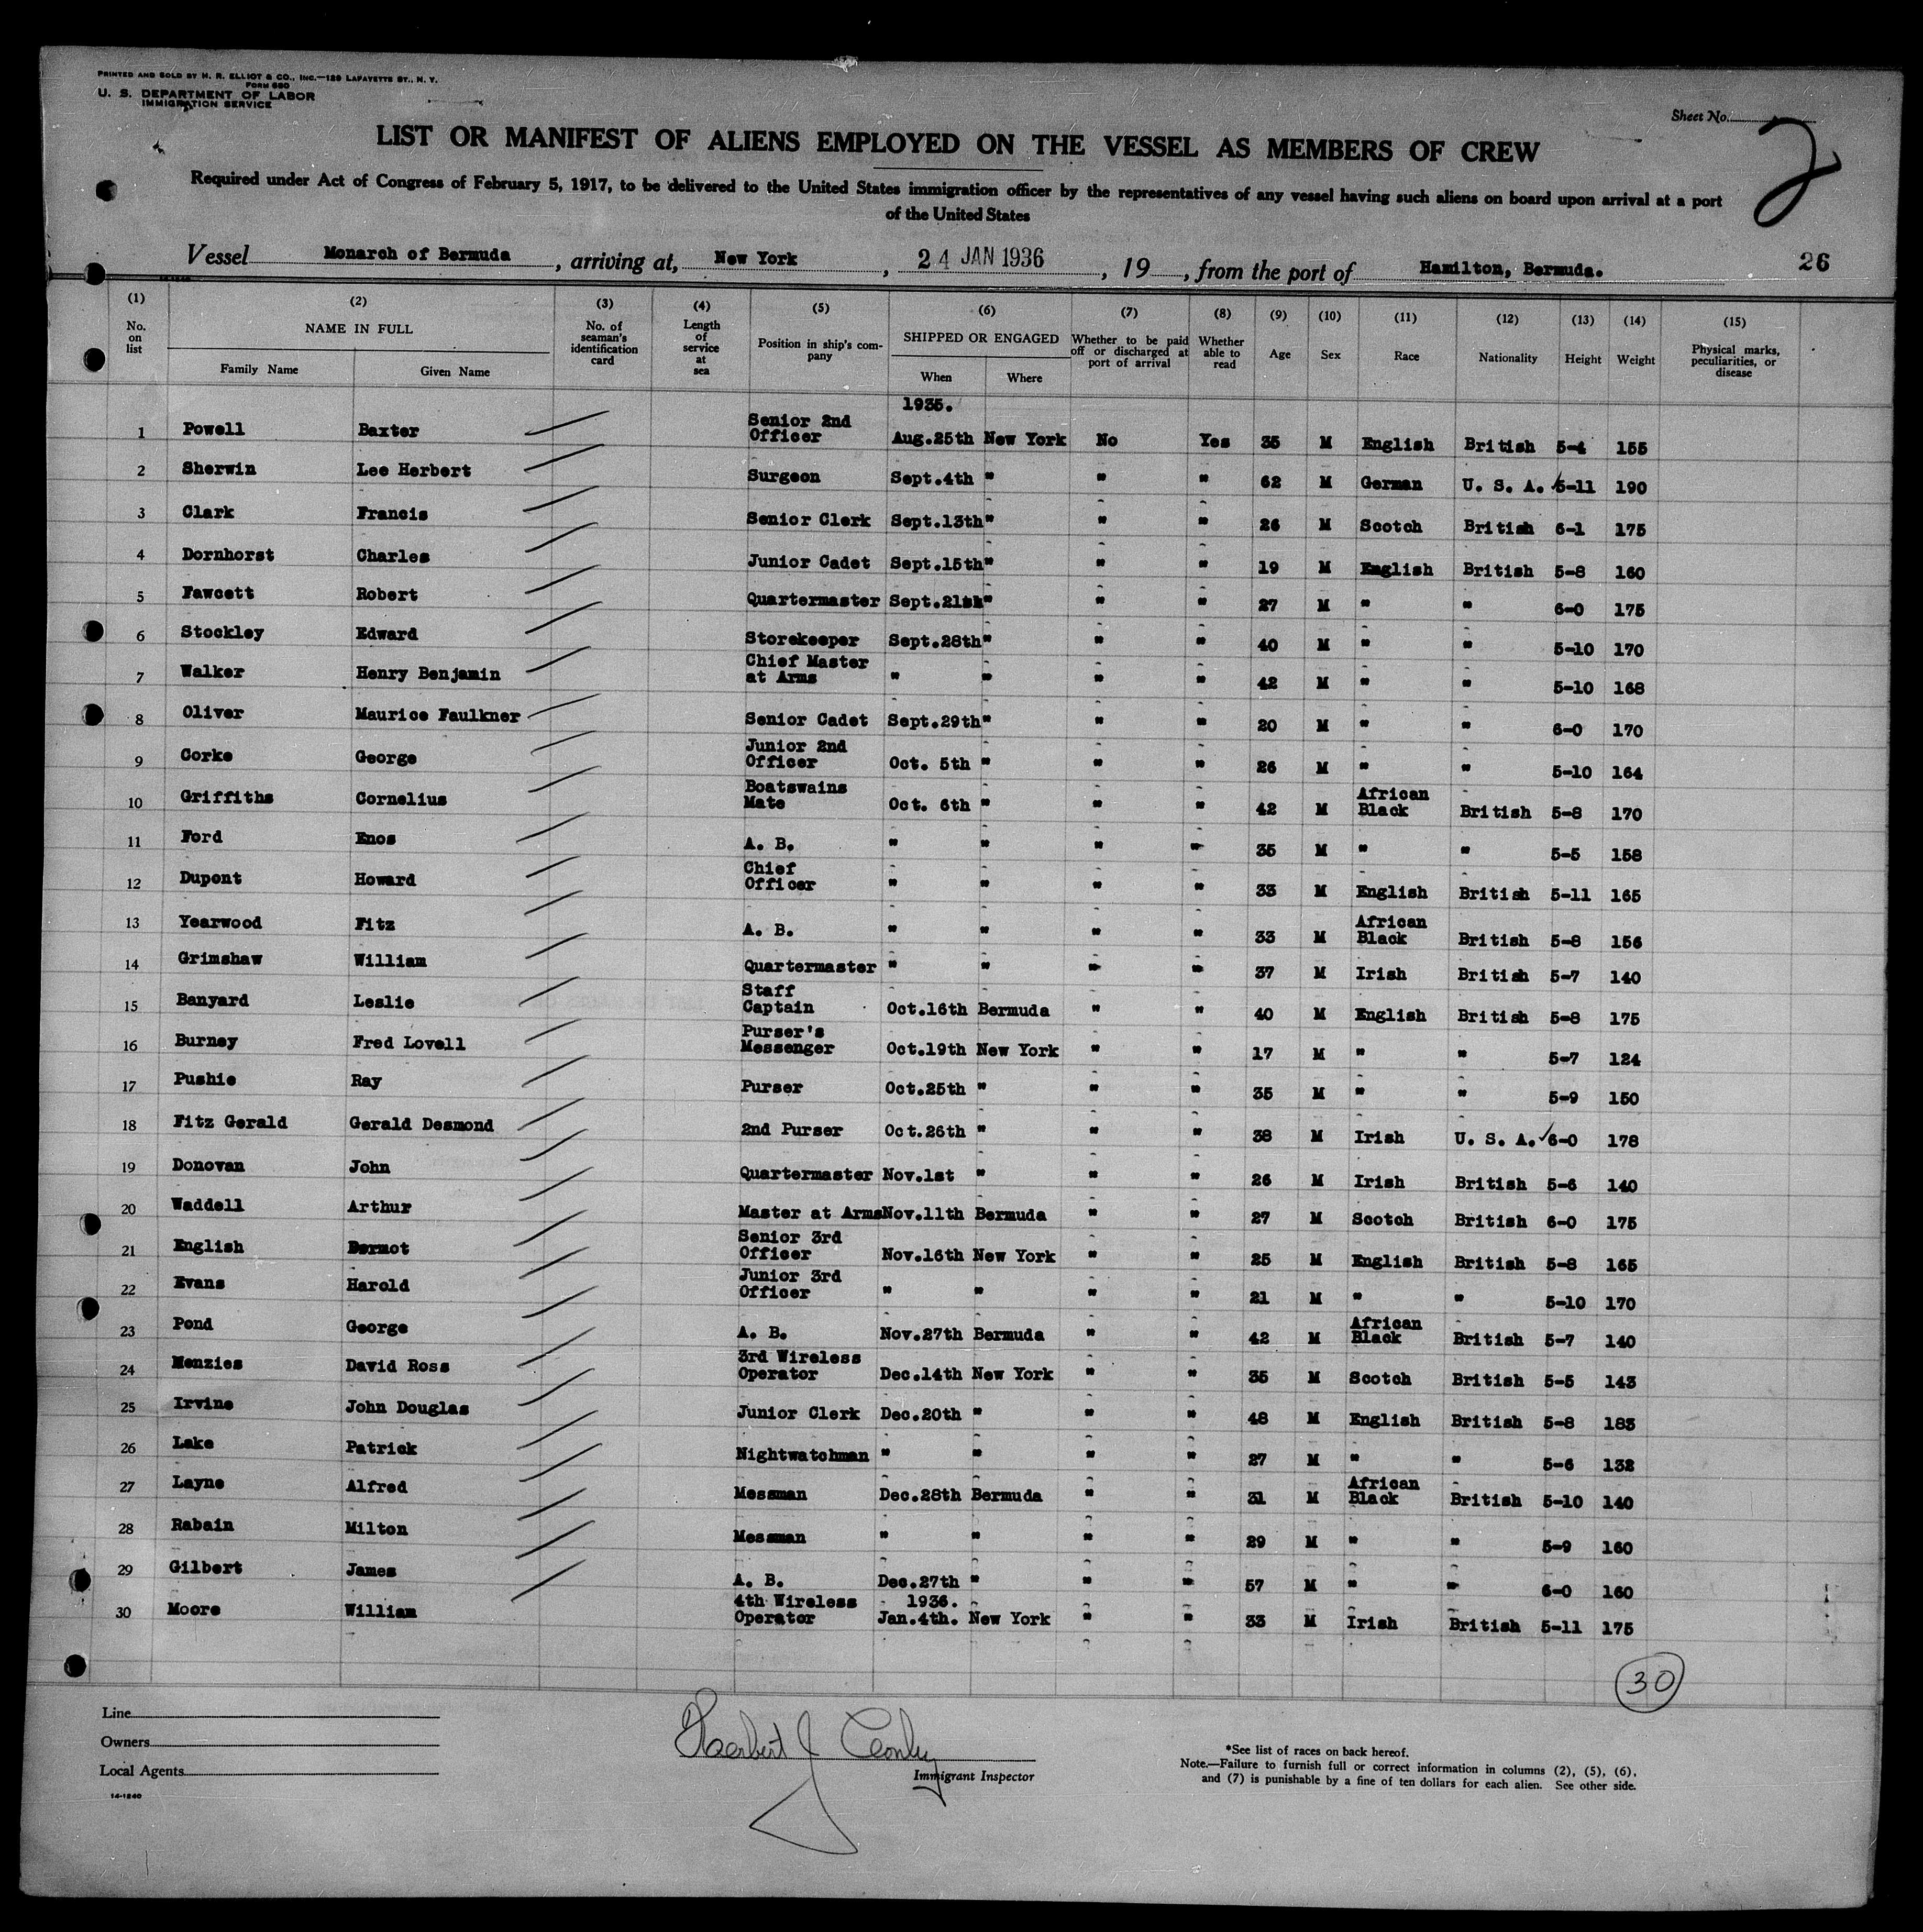 PRINTED AND SOLD BY H. R. ELLIOT & CO., INC.—129 LAFAYETTE ST., N. Y.
FORM 680
U. S. DEPARTMENT OF LABOR
IMMIGRATION SERVICE
Sheet No.
2
LIST OR MANIFEST OF ALIENS EMPLOYED ON THE VESSEL AS MEMBERS OF CREW
Required under Act of Congress of February 5, 1917, to be delivered to the United States immigration officer by the representatives of any vessel having such aliens on board upon arrival at a port
of the United States
Vessel Monarch of Bermuda, arriving at, New York, 24 JAN 1936, 19, from the port of Hamilton, Bermuda. 26
(1) (2) (3) (4) (5) (6) (7) (8) (9) (10) (11) (12) (13) (14) (15)
No. on list NAME IN FULL Family Name Given Name No. of seaman's identification card Length of service at sea Position in ship's company SHIPPED OR ENGAGED When Where Whether to be paid off or discharged at port of arrival Whether able to read Age Sex Race Nationality Height Weight Physical marks, peculiarities, or disease
1935.
1 Powell Baxter Senior 2nd Officer Aug.25th New York No Yes 35 M English British 5-4 155
2 Sherwin Lee Herbert Surgeon Sept.4th " " " 62 M German U. S. A. 5-11 190
3 Clark Francis Senior Clerk Sept.13th " " " 26 M Scotch British 6-1 175
4 Dornhorst Charles Junior Cadet Sept.15th " " " 19 M English British 5-8 160
5 Fawcett Robert Quartermaster Sept.21st " " " 27 M " " 6-0 175
6 Stockley Edward Storekeeper Sept.28th " " " 40 M " " 5-10 170
7 Walker Henry Benjamin Chief Master at Arms " " " " 42 M " " 5-10 168
8 Oliver Maurice Faulkner Senior Cadet Sept.29th " " " 20 M " " 6-0 170
9 Corke George Junior 2nd Officer Oct. 5th " " " 26 M " " 5-10 164
10 Griffiths Cornelius Boatswains Mate Oct. 6th " " " 42 M African Black British 5-8 170
11 Ford Enos A. B. " " " " 35 M " " 5-5 158
12 Dupont Howard Chief Officer " " " " 33 M English British 5-11 165
13 Yearwood Fitz A. B. " " " " 33 M African Black British 5-8 156
14 Grimshaw William Quartermaster " " " " 37 M Irish British 5-7 140
15 Banyard Leslie Staff Captain Oct.16th Bermuda " " 40 M English British 5-8 175
16 Burney Fred Lovell Purser's Messenger Oct.19th New York " " 17 M " " 5-7 124
17 Pushie Ray Purser Oct.25th " " " 35 M " " 5-9 150
18 Fitz Gerald Gerald Desmond 2nd Purser Oct.26th " " " 38 M Irish U. S. A. 6-0 178
19 Donovan John Quartermaster Nov.1st " " " 26 M Irish British 5-6 140
20 Waddell Arthur Master at Arms Nov.11th Bermuda " " 27 M Scotch British 6-0 175
21 English Dermot Senior 3rd Officer Nov.16th New York " " 25 M English British 5-8 165
22 Evans Harold Junior 3rd Officer " " " " 21 M " " 5-10 170
23 Pond George A. B. Nov.27th Bermuda " " 42 M African Black British 5-7 140
24 Menzies David Ross 3rd Wireless Operator Dec.14th New York " " 35 M Scotch British 5-5 143
25 Irvine John Douglas Junior Clerk Dec.20th " " " 48 M English British 5-8 183
26 Lake Patrick Nightwatchman " " " " 27 M " " 5-6 132
27 Layne Alfred Messman Dec.28th Bermuda " " 31 M African Black British 5-10 140
28 Rabain Milton Messman " " " " 29 M " " 5-9 160
29 Gilbert James A. B. Dec.27th " " " 57 M " " 6-0 160
30 Moore William 4th Wireless Operator 1936. Jan.4th. New York " " 33 M Irish British 5-11 175
30
Line
Owners
Local Agents
14-1240
Herbert J
Immigrant Inspector
*See list of races on back hereof.
Note.—Failure to furnish full or correct information in columns (2), (5), (6),
and (7) is punishable by a fine of ten dollars for each alien. See other side.